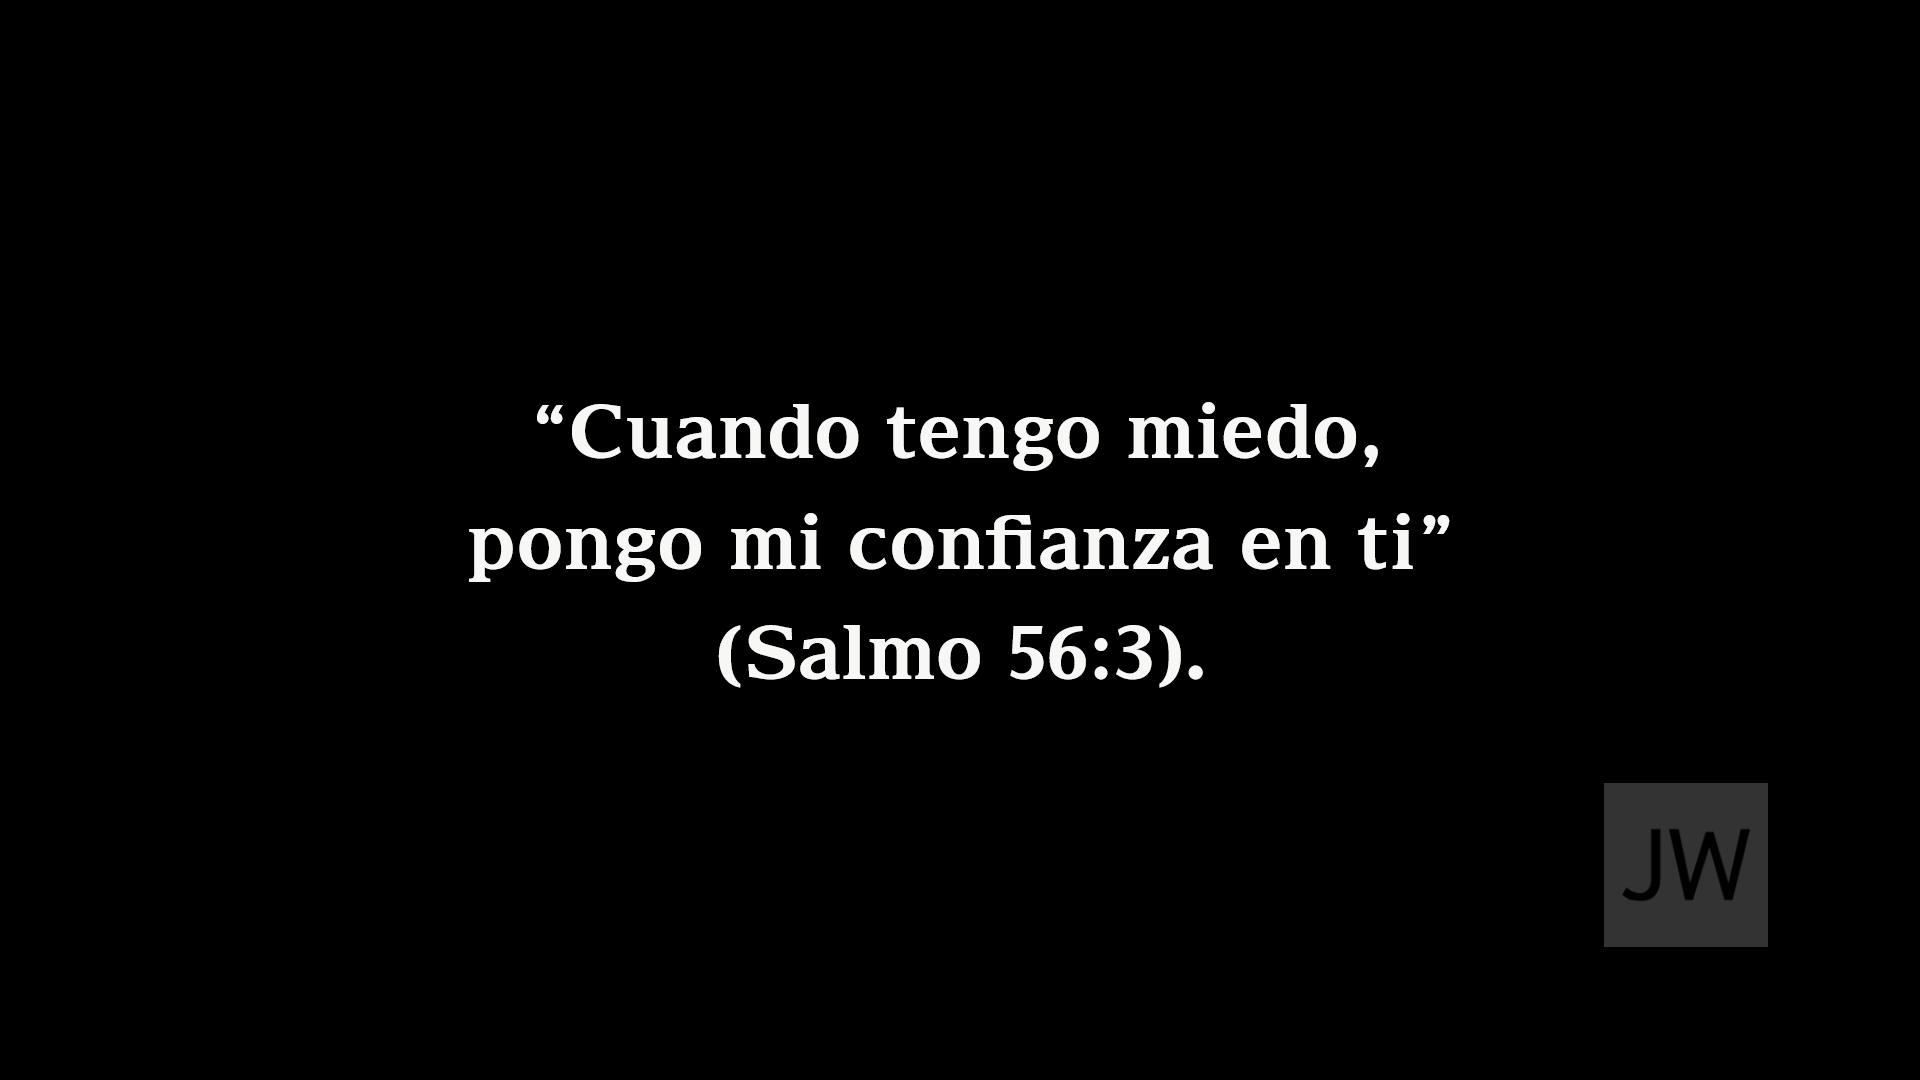 “Cuando tengo miedo,
pongo mi confianza en ti”
(Salmo 56:3).
JW